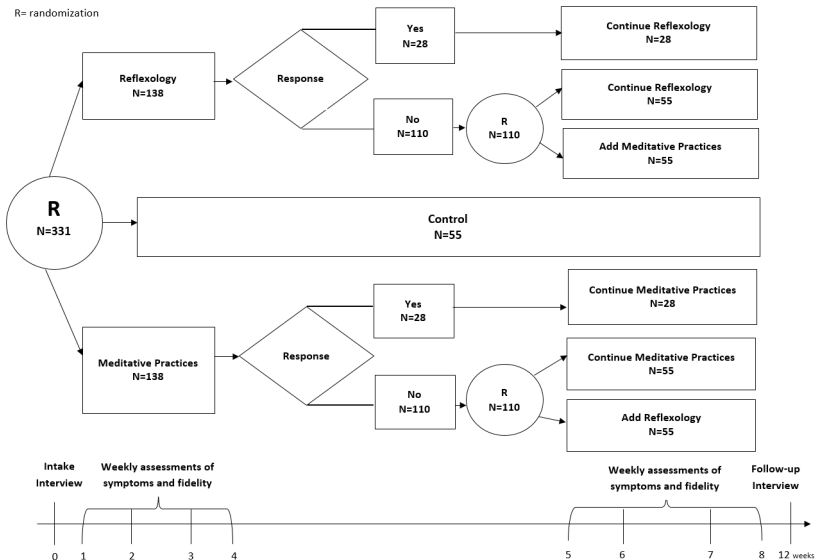 R= randomization
Reflexology
N=138
Response
Yes
N=28
Continue Reflexology
N=28
No
N=110
R
N=110
Continue Reflexology
N=55
Add Meditative Practices
N=55
R
N=331
Control
N=55
Meditative Practices
N=138
Response
Yes
N=28
Continue Meditative Practices
N=28
No
N=110
R
N=110
Continue Meditative Practices
N=55
Add Reflexology
N=55
Intake
Interview
Weekly assessments of
symptoms and fidelity
Weekly assessments of
symptoms and fidelity
Follow-up
Interview
0 1 2 3 4 5 6 7 8 12 weeks